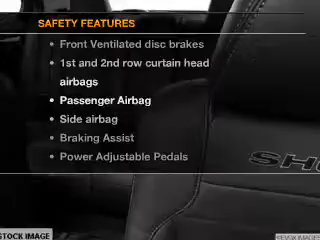 SAFETY FEATURES
• Front Ventilated disc brakes
• 1st and 2nd row curtain head
airbags
• Passenger Airbag
• Side airbag
• Braking Assist
• Power Adjustable Pedals
STOCK IMAGE